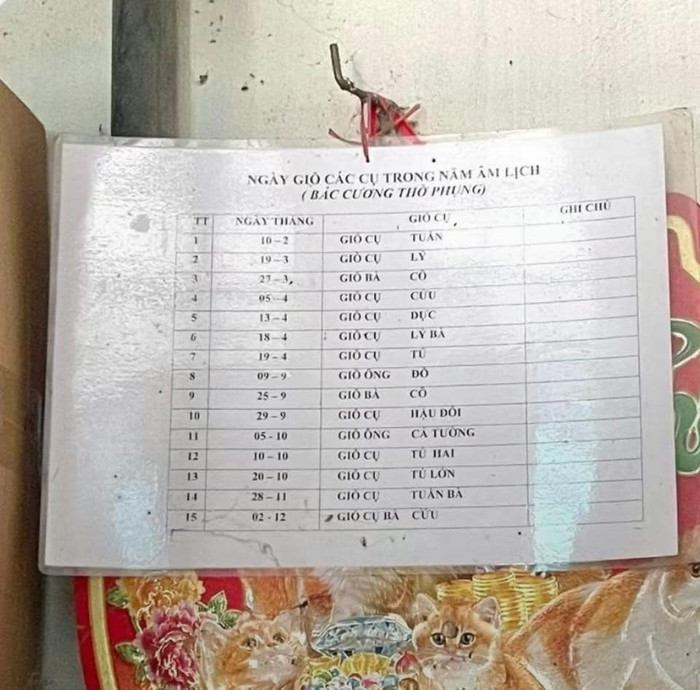 NGÀY GIỖ CÁC CỤ TRONG NĂM ÂM LỊCH
( BÁC CƯƠNG THỜ PHỤNG)
TT NGÀY THÁNG GIỖ CỤ GHI CHÚ
1 10 – 2 GIỖ CỤ TUẤN
2 19 – 3 GIỖ CỤ LÝ
3 27 – 3 GIỖ BÀ CÔ
4 05 – 4 GIỖ CỤ CỬU
5 13 – 4 GIỖ CỤ DỤC
6 18 – 4 GIỖ CỤ LÝ BÀ
7 19 – 4 GIỖ CỤ TÚ
8 09 – 9 GIỖ ÔNG ĐÔ
9 25 – 9 GIỖ BÀ CÔ
10 29 – 9 GIỖ CỤ HẬU ĐÔI
11 05 - 10 GIỖ ÔNG CẢ TƯỜNG
12 10 – 10 GIỖ CỤ TÚ HAI
13 20 – 10 GIỖ CỤ TÚ LỚN
14 28 – 11 GIỖ CỤ TUẤN BÀ
15 02 - 12 GIỖ CỤ BÀ CỬU